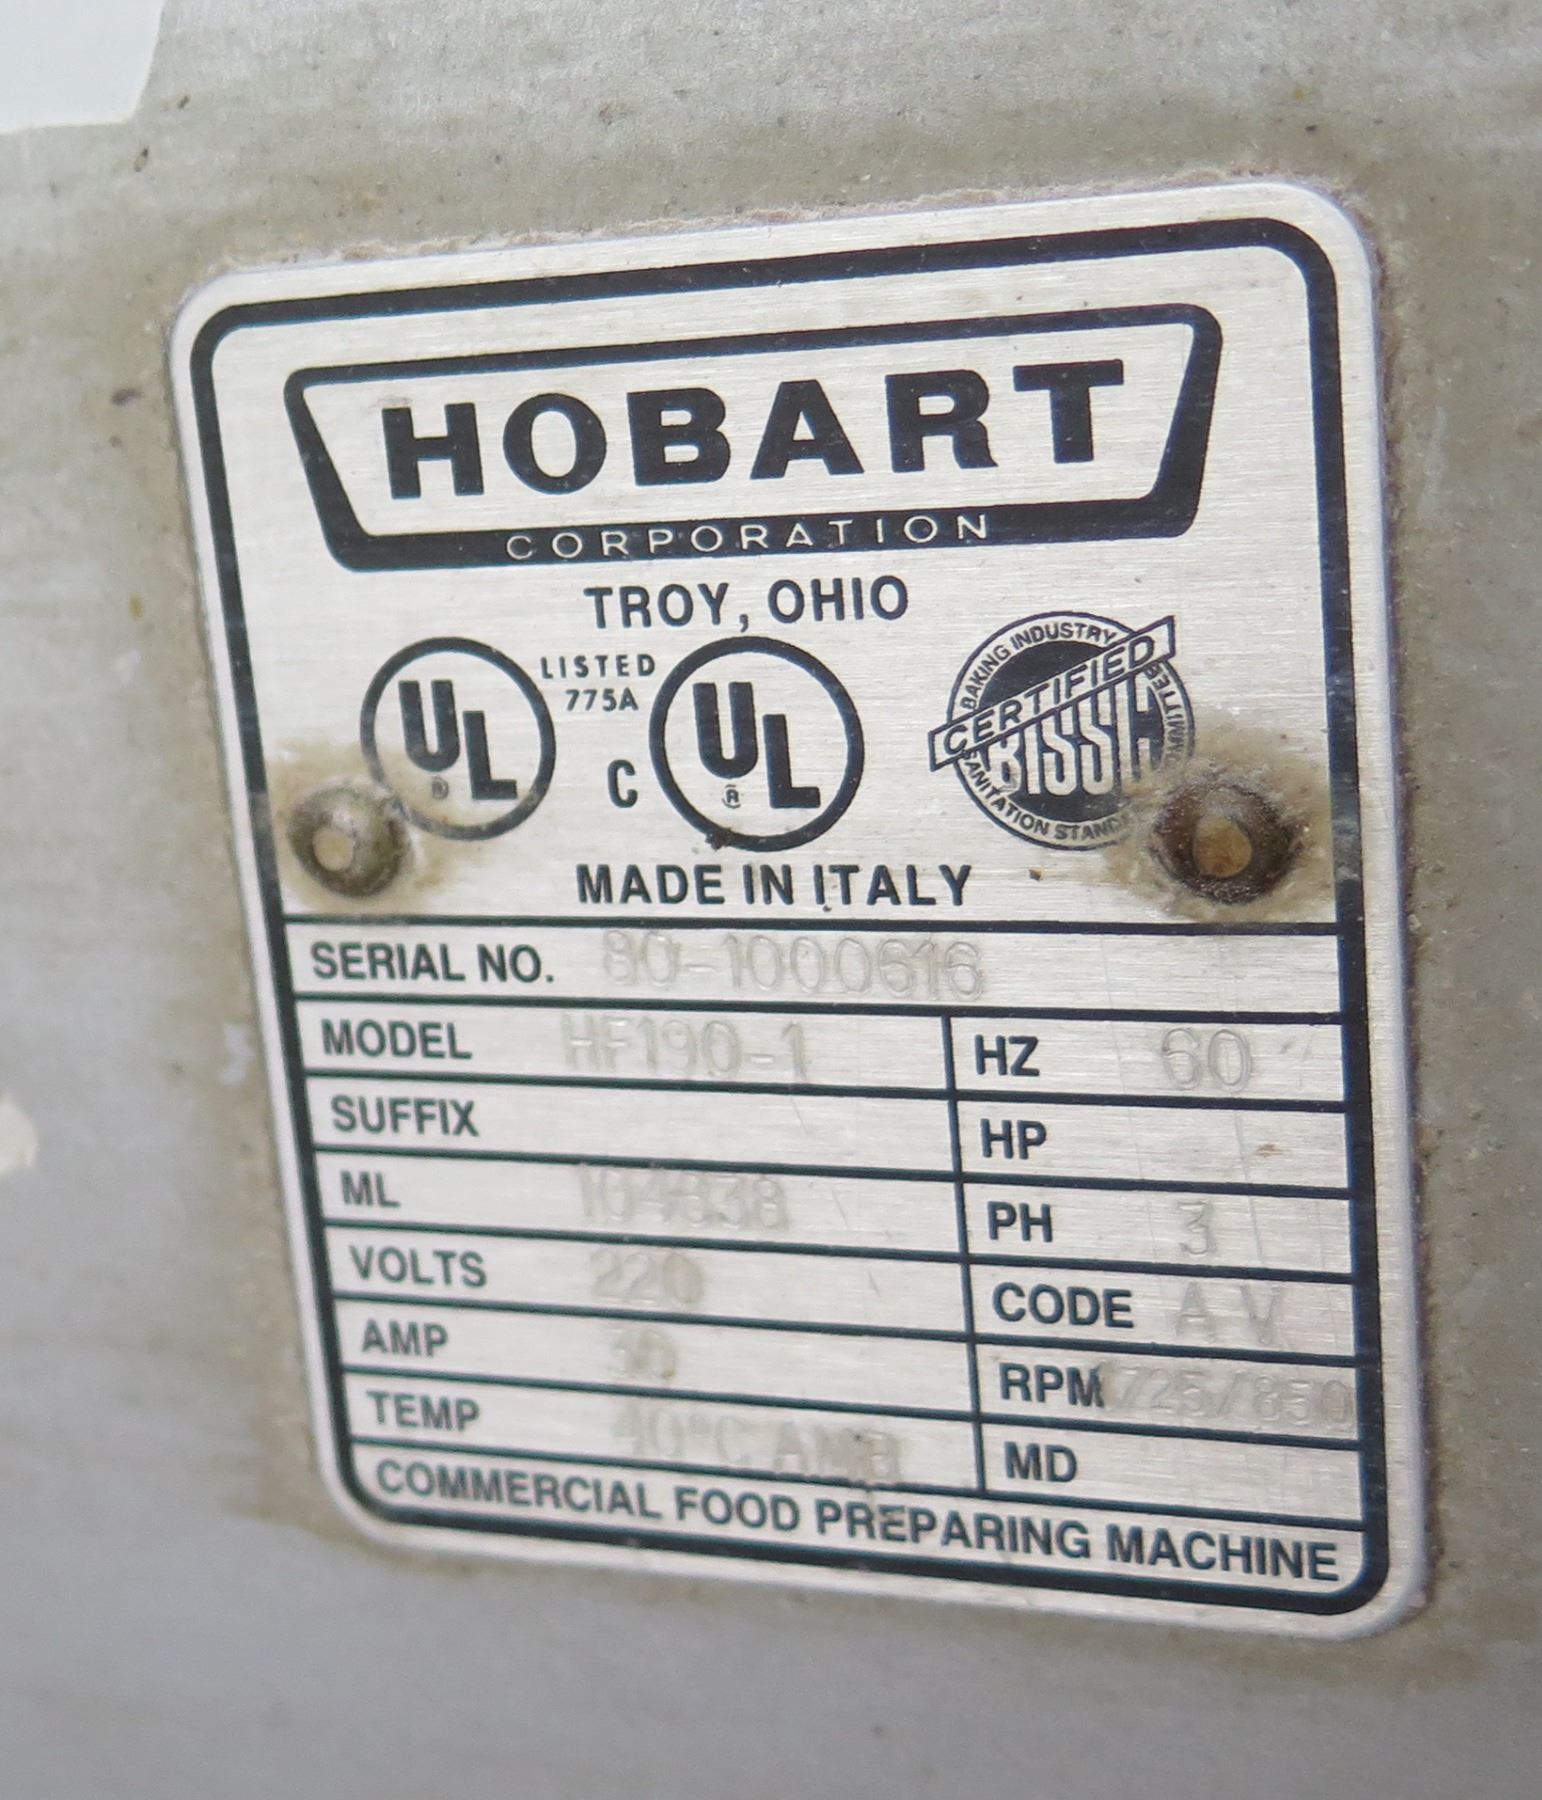 HOBART
CORPORATION
TROY, OHIO
UL ® LISTED 775A C UL ®
BAKING INDUSTRY
CERTIFIED
BISSC
SANITATION
MADE IN ITALY
SERIAL NO. 80-1000616
MODEL HF190-1 HZ 60
SUFFIX HP
ML PH 3
VOLTS 220 CODE AV
AMP 30 RPM 1725/850
TEMP 40°C AMB MD
COMMERCIAL FOOD PREPARING MACHINE